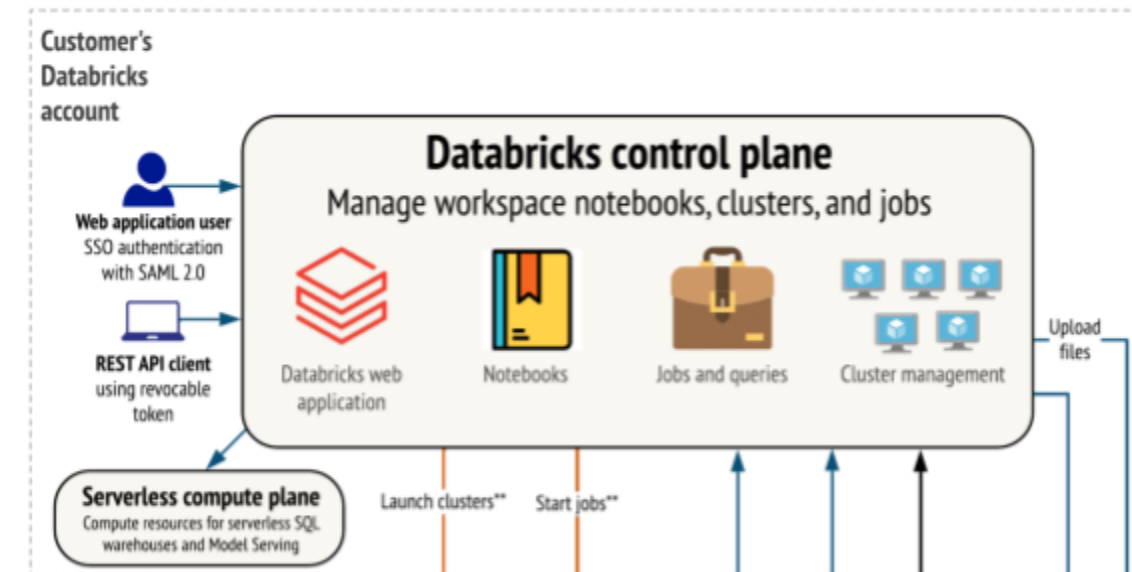 Customer's
Databricks
account
Databricks control plane
Manage workspace notebooks, clusters, and jobs
Web application user
SSO authentication
with SAML 2.0
REST API client
using revocable
token
Databricks web
application
Notebooks
Jobs and queries
Cluster management
Upload
files
Serverless compute plane
Compute resources for serverless SQL
warehouses and Model Serving
Launch clusters**
Start jobs**